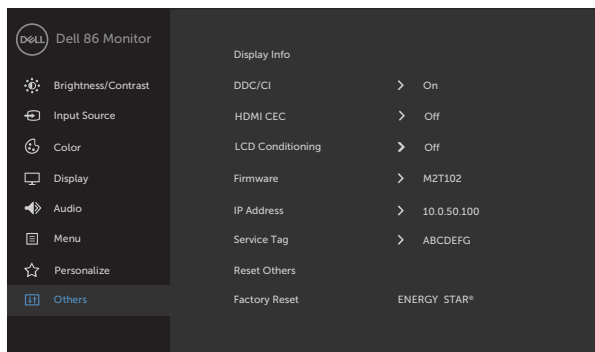 DELL
Dell 86 Monitor
Brightness/Contrast
Input Source
Color
Display
Audio
Menu
Personalize
Others
Display Info
DDC/CI > On
HDMI CEC > Off
LCD Conditioning > Off
Firmware > M2T102
IP Address > 10.0.50.100
Service Tag > ABCDEFG
Reset Others
Factory Reset ENERGY STAR®